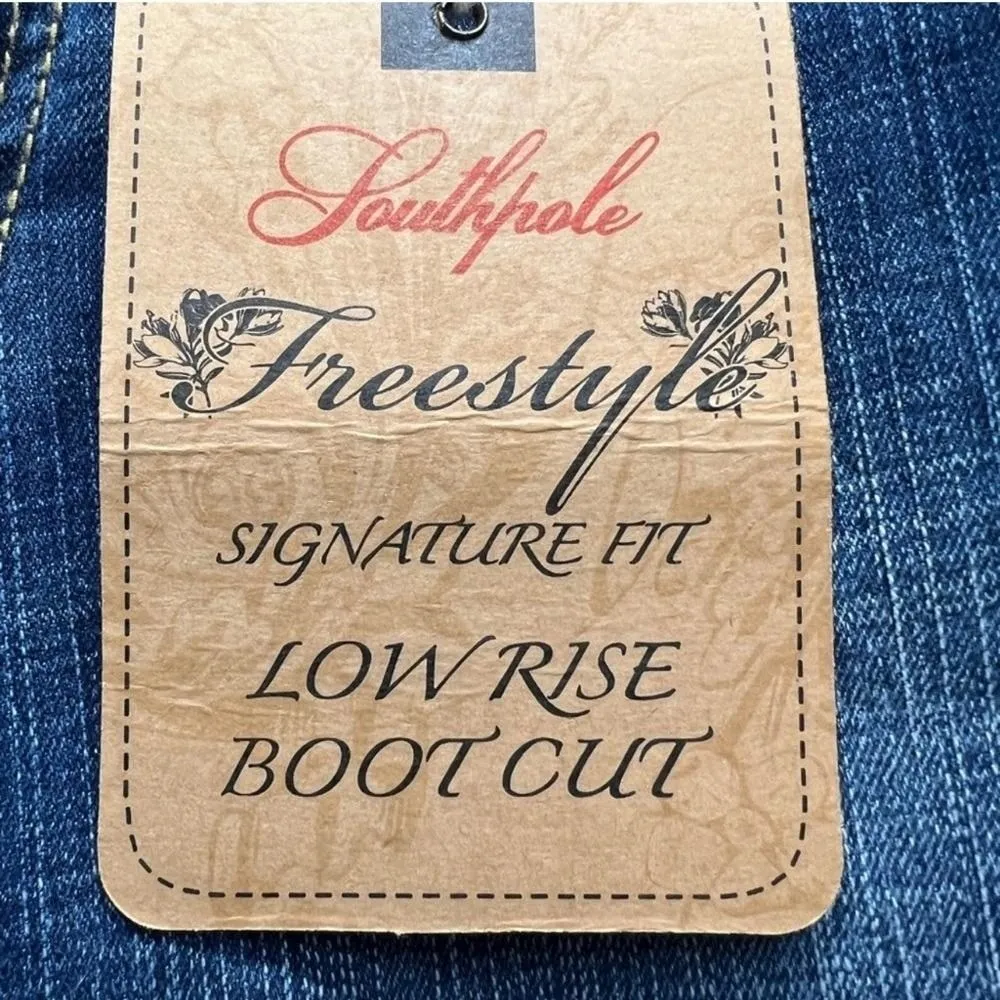 Southpole
Freestyle
SIGNATURE FIT
LOW RISE
BOOT CUT